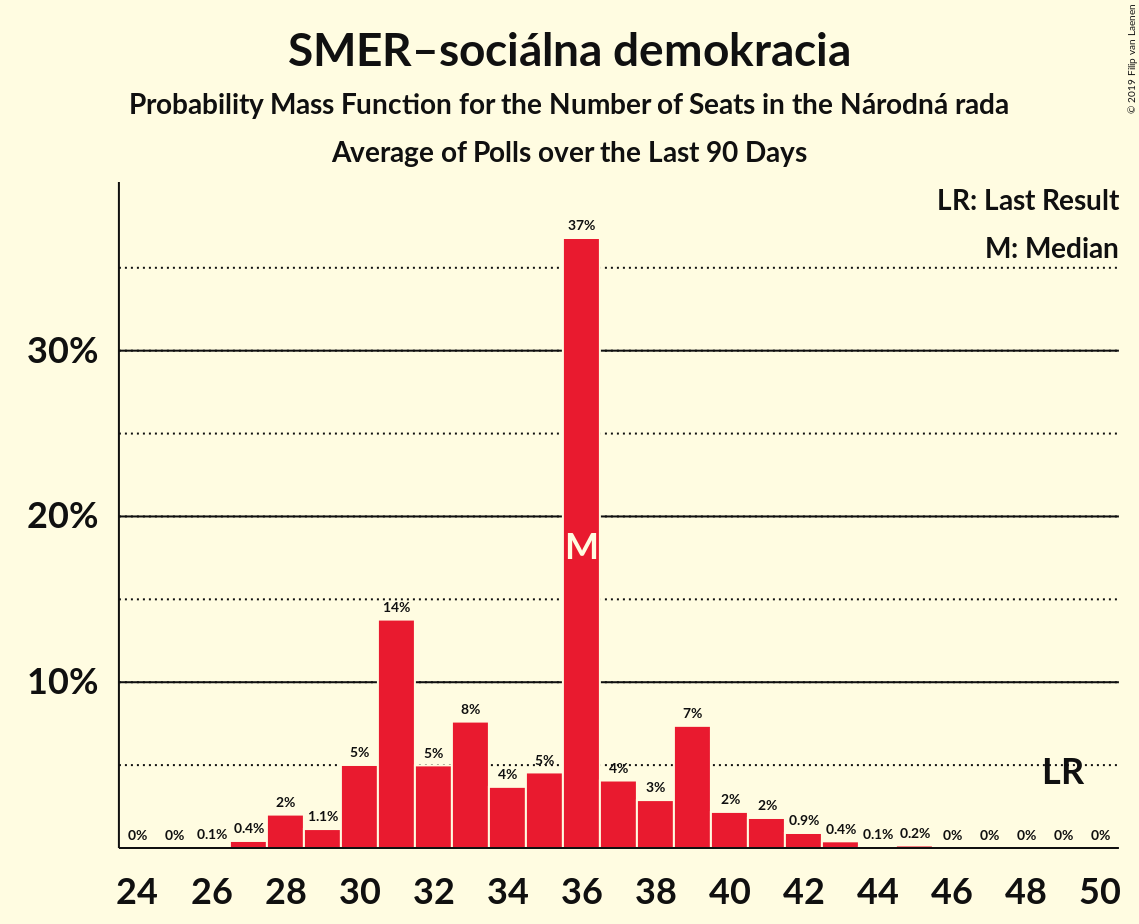 SMER–sociálna demokracia
Probability Mass Function for the Number of Seats in the Národná rada
Average of Polls over the Last 90 Days
© 2019 Filip van Laenen
LR: Last Result
M: Median
37%
30%
20%
M
14%
10%
8%
7%
5%
5%
5%
4%
4%
3%
LR
2%
2%
2%
1.1%
0.9%
0% 0% 0.1% 0.4% 0.4% 0.1% 0.2% 0% 0% 0% 0% 0%
24 26 28 30 32 34 36 38 40 42 44 46 48 50